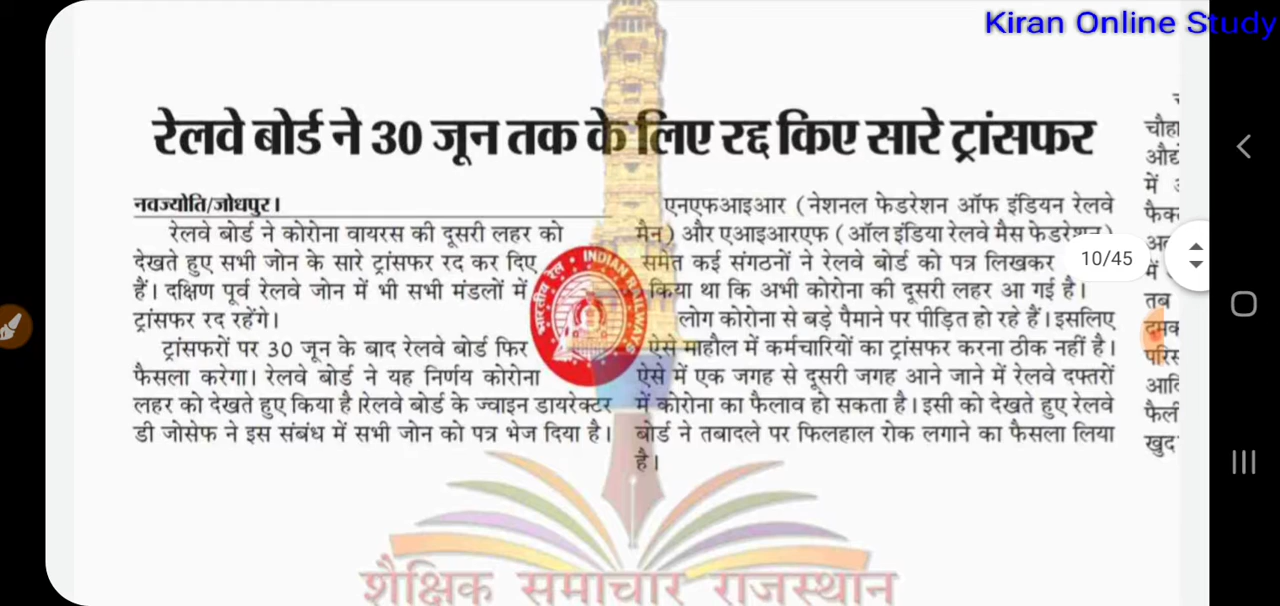 Kiran Online Study
रेलवे बोर्ड ने 30 जून तक के लिए रद्द किए सारे ट्रांसफर
नवज्योति/जोधपुर।
रेलवे बोर्ड ने कोरोना वायरस की दूसरी लहर को
देखते हुए सभी जोन के सारे ट्रांसफर रद कर दिए
हैं। दक्षिण पूर्व रेलवे जोन में भी सभी मंडलों में
ट्रांसफर रद रहेंगे।
ट्रांसफरों पर 30 जून के बाद रेलवे बोर्ड फिर
फैसला करेगा। रेलवे बोर्ड ने यह निर्णय कोरोना
लहर को देखते हुए किया है।रेलवे बोर्ड के ज्वाइन डायरेक्टर
डी जोसेफ ने इस संबंध में सभी जोन को पत्र भेज दिया है।
एनएफआइआर (नेशनल फेडरेशन ऑफ इंडियन रेलवे
मैन) और एआइआरएफ (ऑल इंडिया रेलवे मैस फेडरेशन)
समेत कई संगठनों ने रेलवे बोर्ड को पत्र लिखकर
किया था कि अभी कोरोना की दूसरी लहर आ गई है।
लोग कोरोना से बड़े पैमाने पर पीड़ित हो रहे हैं। इसलिए
ऐसे माहौल में कर्मचारियों का ट्रांसफर करना ठीक नहीं है।
ऐसे में एक जगह से दूसरी जगह आने जाने में रेलवे दफ्तरों
में कोरोना का फैलाव हो सकता है। इसी को देखते हुए रेलवे
बोर्ड ने तबादले पर फिलहाल रोक लगाने का फैसला लिया
है।
भारतीय रेल • INDIAN RAILWAYS
10/45
में
में
तब
खुद
शैक्षिक समाचार राजस्थान